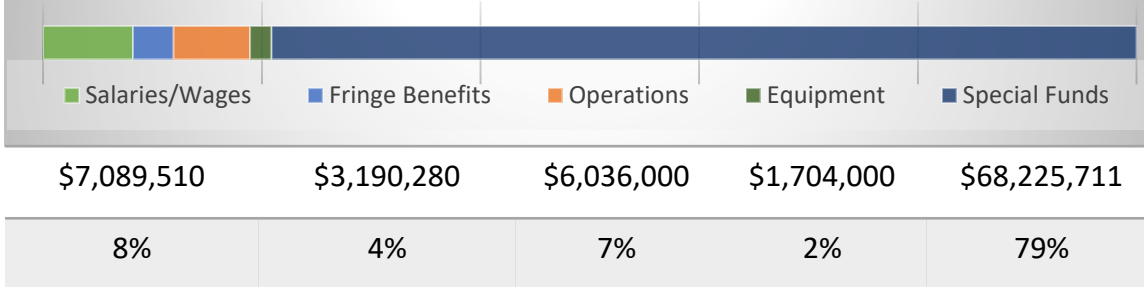 Salaries/Wages Fringe Benefits Operations Equipment Special Funds
$7,089,510 $3,190,280 $6,036,000 $1,704,000 $68,225,711
8% 4% 7% 2% 79%